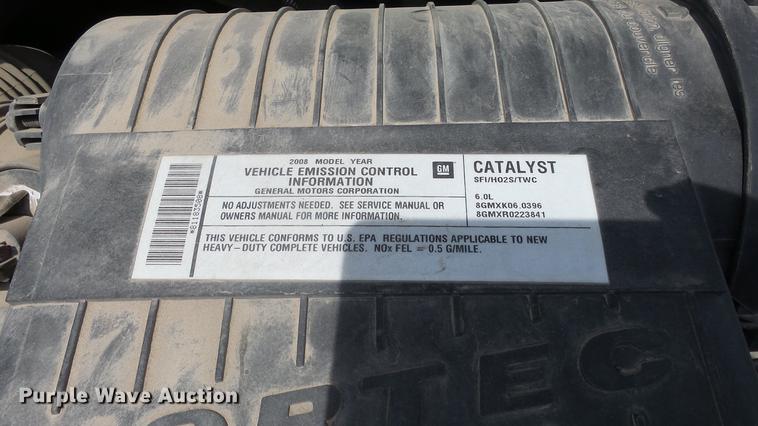 2008 MODEL YEAR
VEHICLE EMISSION CONTROL
INFORMATION
GENERAL MOTORS CORPORATION
GM
NO ADJUSTMENTS NEEDED. SEE SERVICE MANUAL OR
OWNERS MANUAL FOR MORE INFORMATION.
THIS VEHICLE CONFORMS TO U.S. EPA REGULATIONS APPLICABLE TO NEW
HEAVY-DUTY COMPLETE VEHICLES. NOx FEL = 0.5 G/MILE.
CATALYST
SFI/HO2S/TWC
6.0L
8GMXK06.0396
8GMXR0223841
*81183508*
ORTEC
Purple Wave Auction